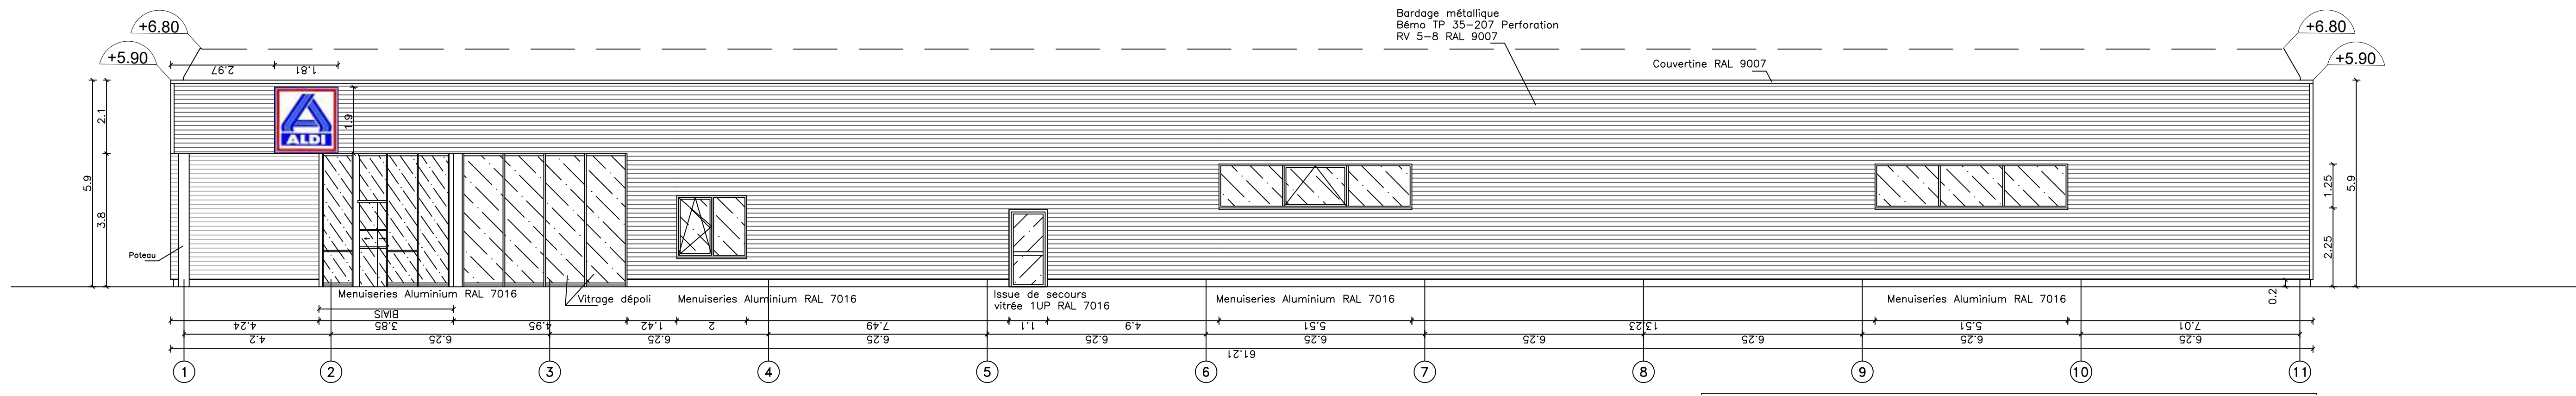 Bardage métallique
Bémo TP 35-207 Perforation
RV 5-8 RAL 9007
+6.80
+6.80
+5.90
+5.90
Couvertine RAL 9007
2.97
1.81
2.1
1.9
ALDI
5.9
3.8
1.25
5.9
2.25
0.2
Poteau
Menuiseries Aluminium RAL 7016
Vitrage dépoli
Menuiseries Aluminium RAL 7016
Issue de secours
vitrée 1UP RAL 7016
Menuiseries Aluminium RAL 7016
Menuiseries Aluminium RAL 7016
BIAIS
4.24 3.85 4.95 1.42 2 7.49 1.1 4.9 5.51 13.23 5.51 7.01
4.2 6.25 6.25 6.25 6.25 6.25 6.25 6.25 6.25 6.25
61.21
1 2 3 4 5 6 7 8 9 10 11